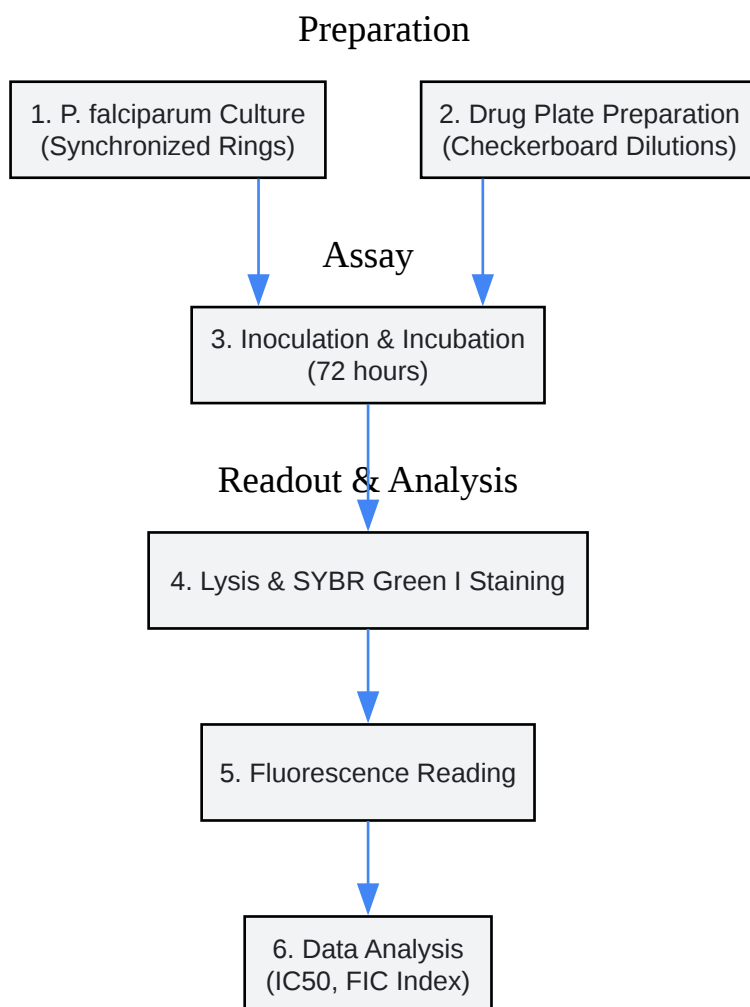 Preparation
1. P. falciparum Culture
(Synchronized Rings)
2. Drug Plate Preparation
(Checkerboard Dilutions)
Assay
3. Inoculation & Incubation
(72 hours)
Readout & Analysis
4. Lysis & SYBR Green I Staining
5. Fluorescence Reading
6. Data Analysis
(IC50, FIC Index)